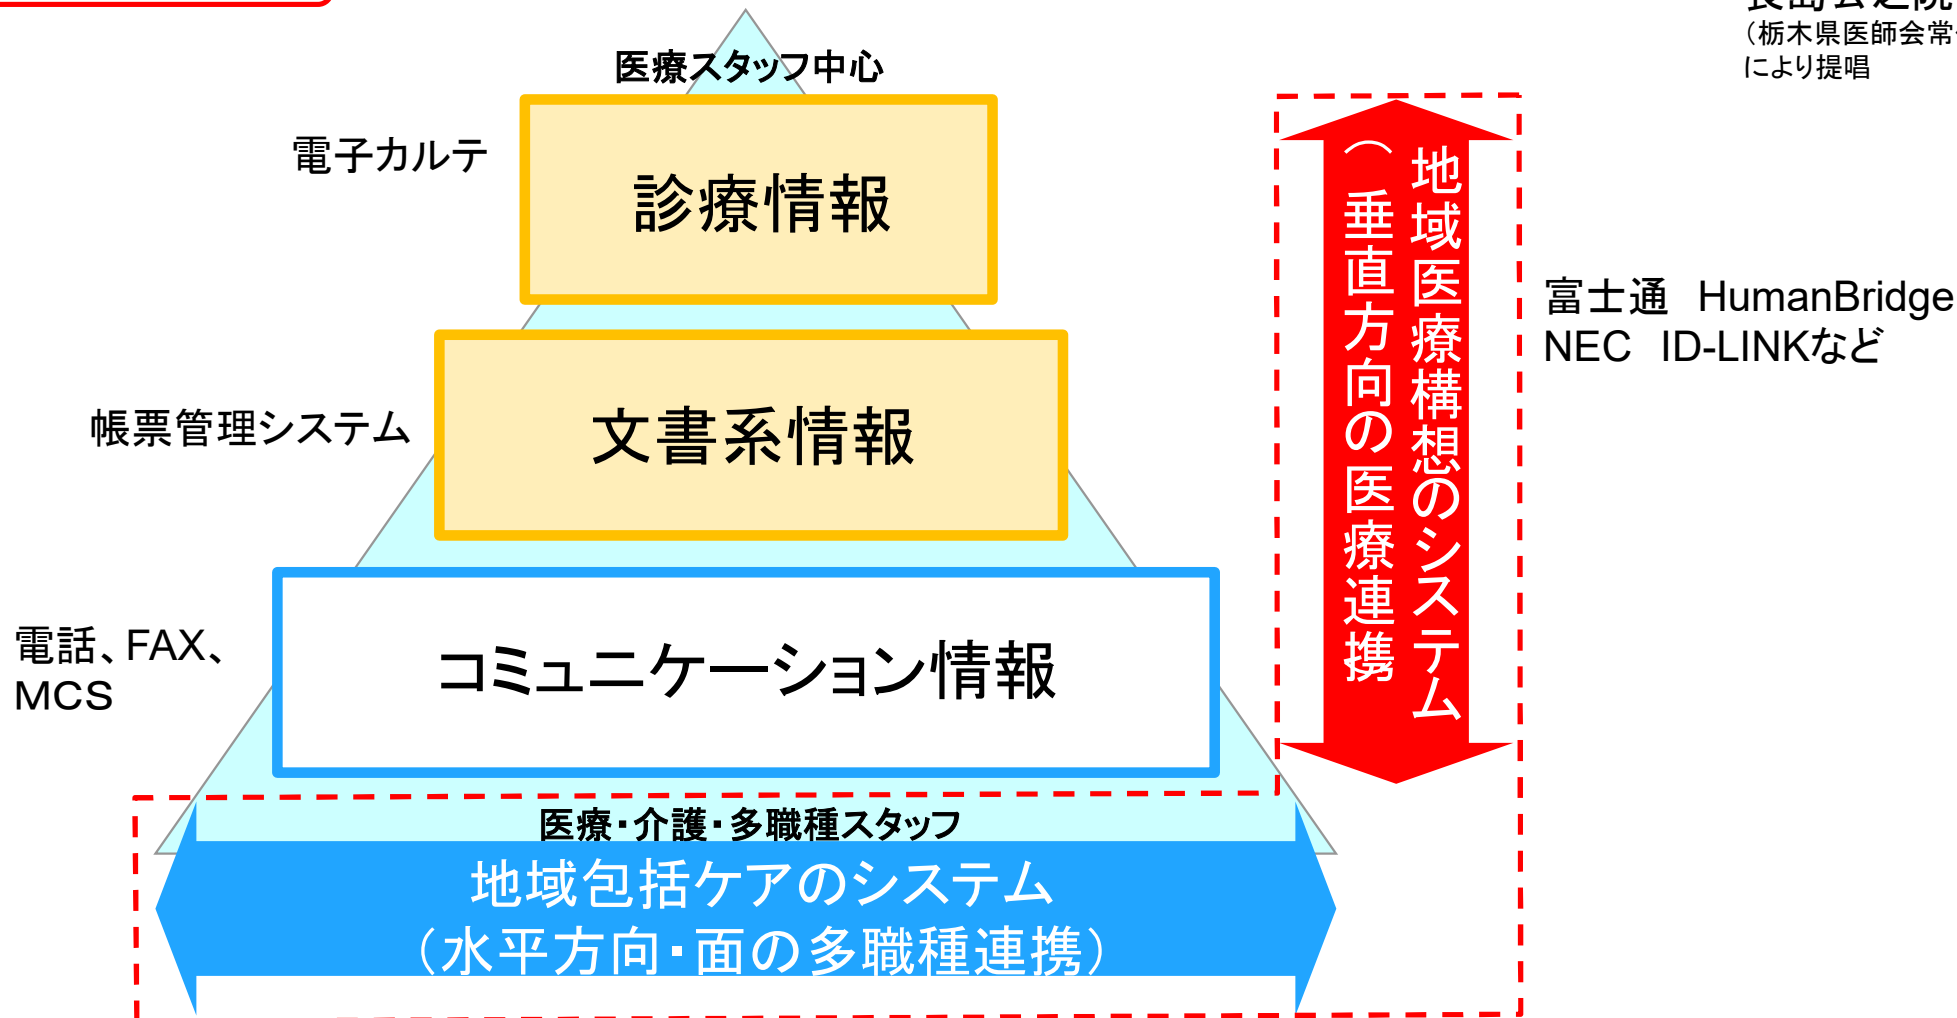 (栃木県医師会常
により提唱
医療スタッフ中心
電子カルテ
診療情報
帳票管理システム
文書系情報
電話、FAX、
MCS
コミュニケーション情報
地域医療構想のシステム
(垂直方向の医療連携
富士通　HumanBridge
NEC　ID-LINKなど
医療・介護・多職種スタッフ
地域包括ケアのシステム
(水平方向・面の多職種連携)